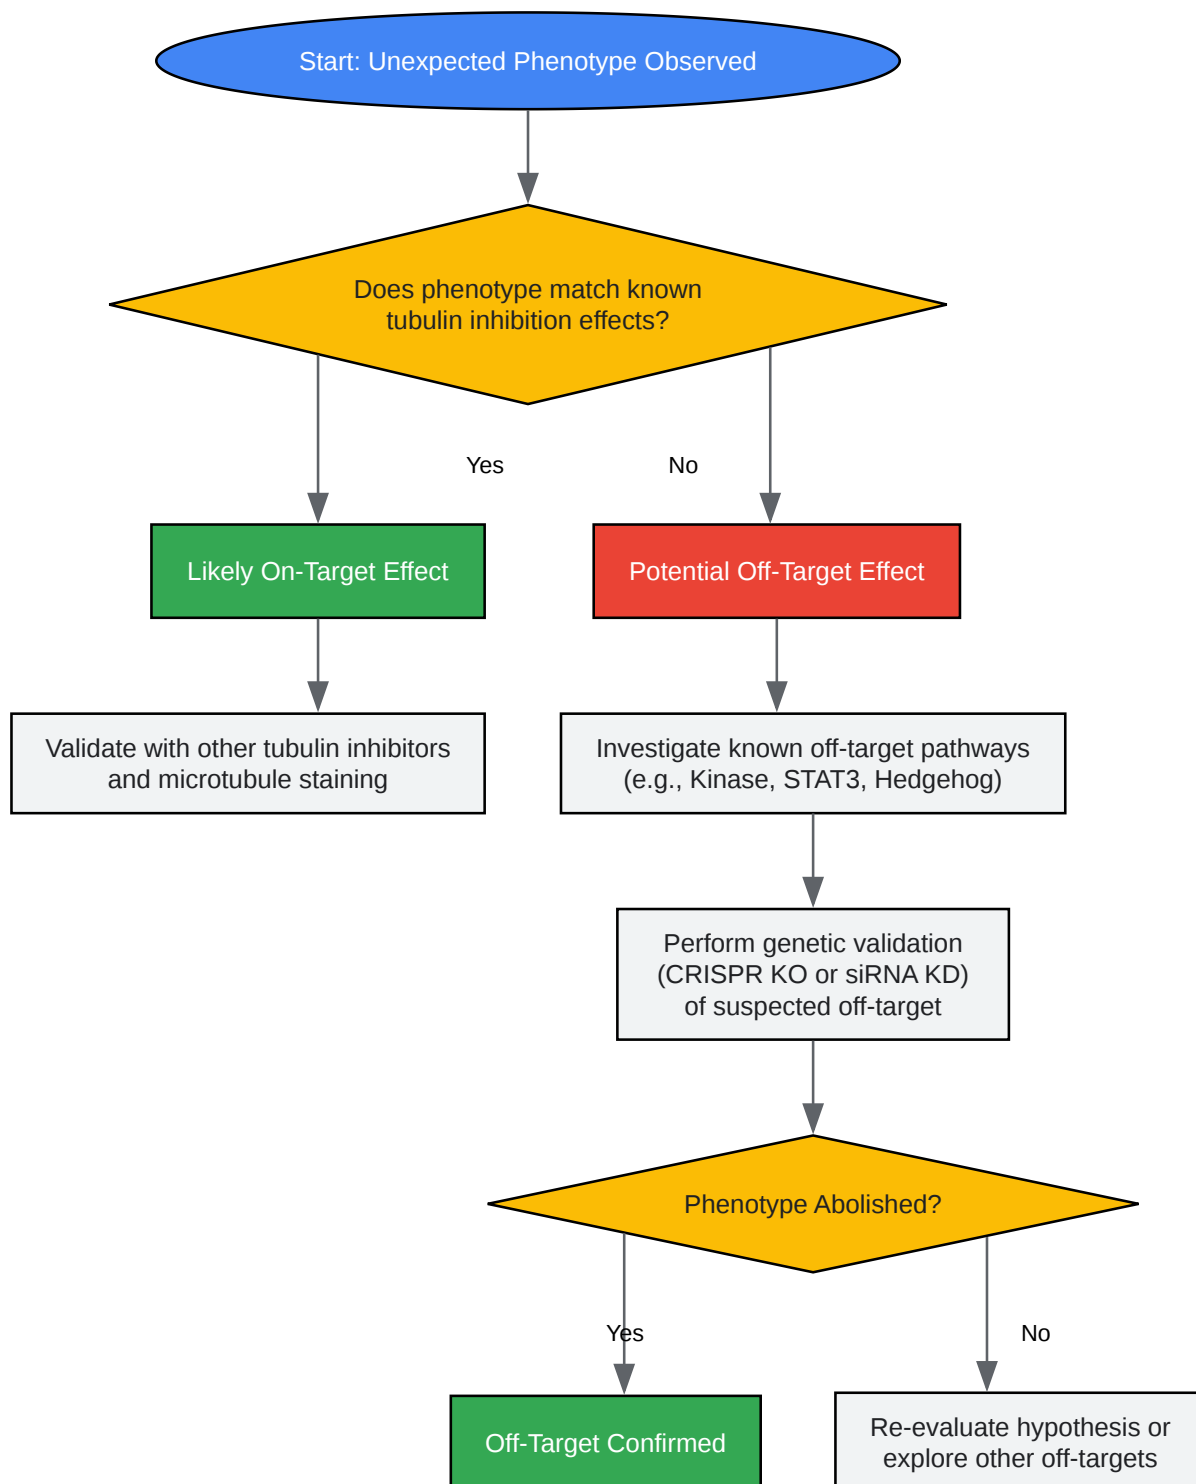 Start: Unexpected Phenotype Observed
Does phenotype match known
tubulin inhibition effects?
Yes
No
Likely On-Target Effect
Potential Off-Target Effect
Validate with other tubulin inhibitors
and microtubule staining
Investigate known off-target pathways
(e.g., Kinase, STAT3, Hedgehog)
Perform genetic validation
(CRISPR KO or siRNA KD)
of suspected off-target
Phenotype Abolished?
Yes
No
Off-Target Confirmed
Re-evaluate hypothesis or
explore other off-targets